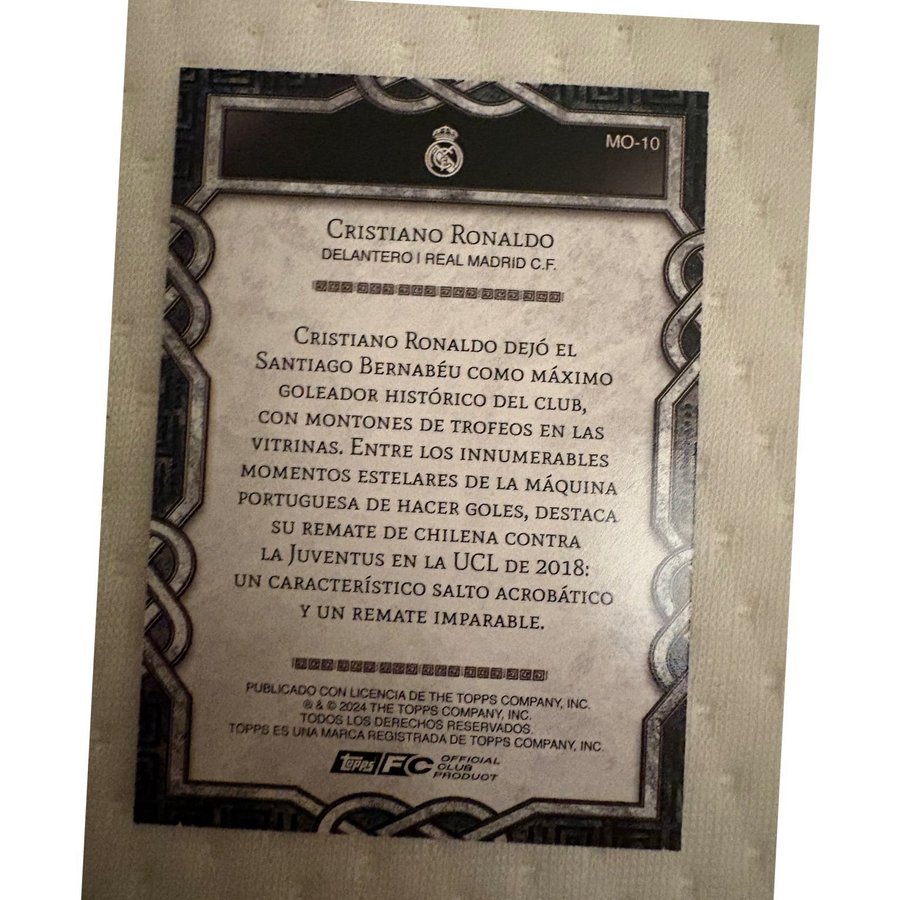 MO-10
Cristiano Ronaldo
DELANTERO | REAL MADRID C.F.
Cristiano Ronaldo dejó el
Santiago Bernabéu como máximo
goleador histórico del club,
con montones de trofeos en las
vitrinas. Entre los innumerables
momentos estelares de la máquina
portuguesa de hacer goles, destaca
su remate de chilena contra
la Juventus en la UCL de 2018:
un característico salto acrobático
y un remate imparable.
PUBLICADO CON LICENCIA DE THE TOPPS COMPANY, INC.
® & © 2024 THE TOPPS COMPANY, INC.
TODOS LOS DERECHOS RESERVADOS.
TOPPS ES UNA MARCA REGISTRADA DE TOPPS COMPANY, INC.
Topps FC OFFICIAL
CLUB
PRODUCT